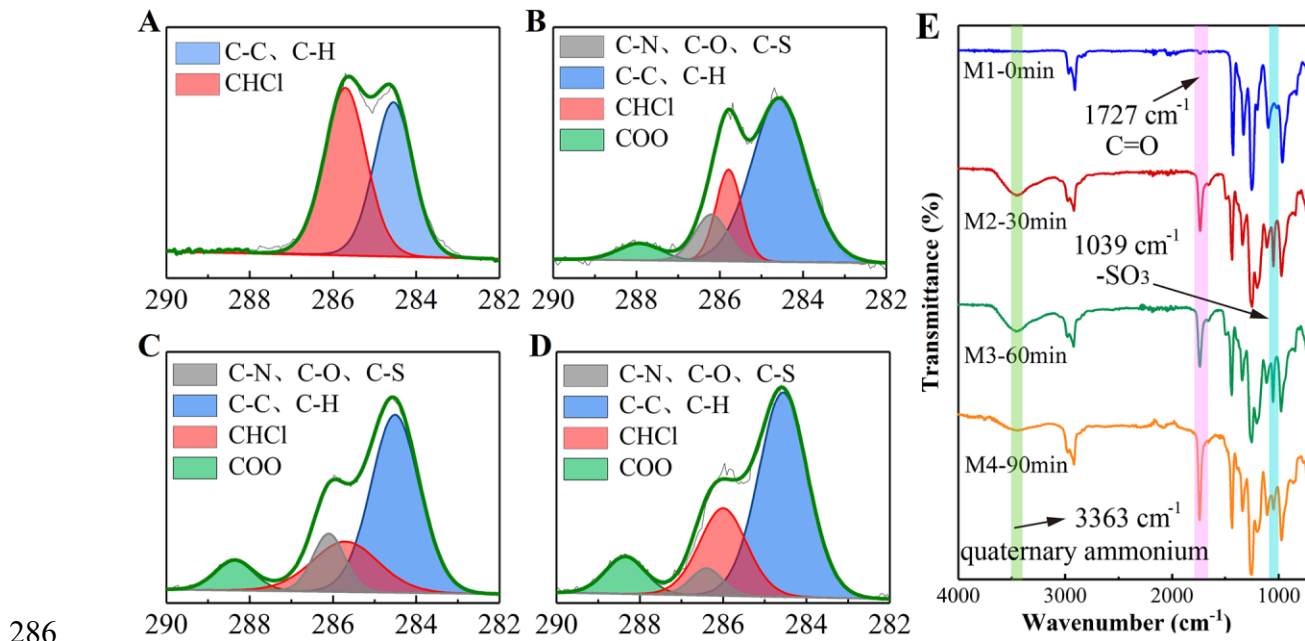 A
C-C、C-H
CHCl
290 288 286 284 282
B
C-N、C-O、C-S
C-C、C-H
CHCl
COO
290 288 286 284 282
C
C-N、C-O、C-S
C-C、C-H
CHCl
COO
290 288 286 284 282
D
C-N、C-O、C-S
C-C、C-H
CHCl
COO
290 288 286 284 282
E
Transmittance (%)
M1-0min
1727 cm-1
C=O
M2-30min
1039 cm-1
-SO3
M3-60min
M4-90min
3363 cm-1
quaternary ammonium
4000 3000 2000 1000
Wavenumber (cm-1)
286